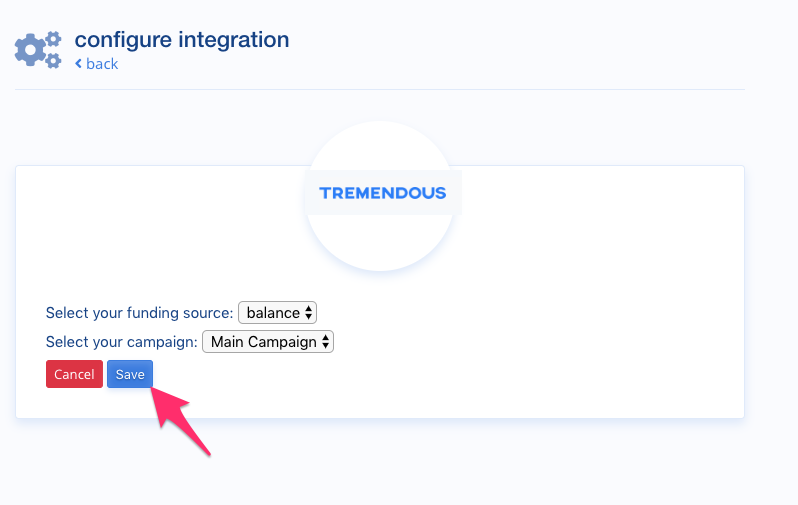 configure integration
back
TREMENDOUS
Select your funding source: balance
Select your campaign: Main Campaign
Cancel Save